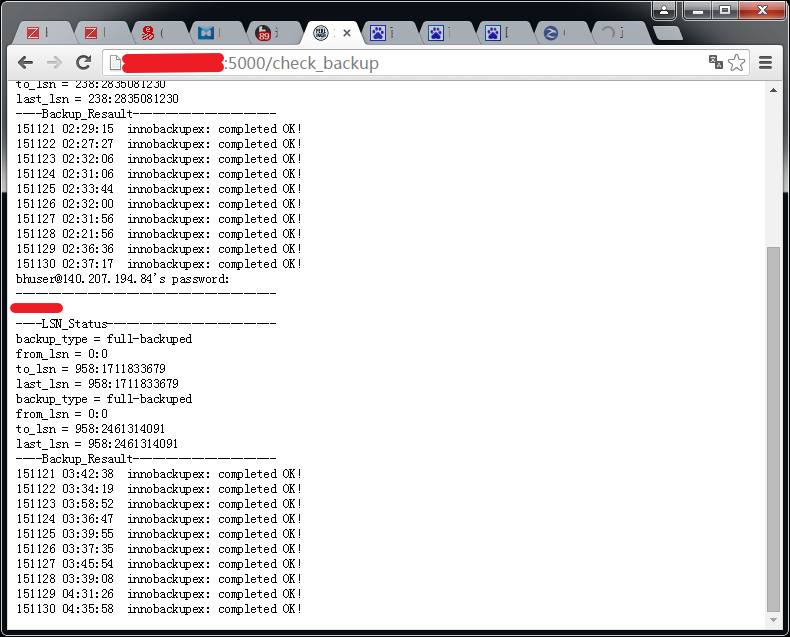 :5000/check_backup
to_lsn = 238:2835081230
last_lsn = 238:2835081230
----Backup_Resault----------------------
151121 02:29:15 innobackupex: completed OK!
151122 02:27:27 innobackupex: completed OK!
151123 02:32:06 innobackupex: completed OK!
151124 02:31:06 innobackupex: completed OK!
151125 02:33:44 innobackupex: completed OK!
151126 02:32:00 innobackupex: completed OK!
151127 02:31:56 innobackupex: completed OK!
151128 02:21:56 innobackupex: completed OK!
151129 02:36:36 innobackupex: completed OK!
151130 02:37:17 innobackupex: completed OK!
bhuser@140.207.194.84's password:
----------------------------------------
----LSN_Status--------------------------
backup_type = full-backuped
from_lsn = 0:0
to_lsn = 958:1711833679
last_lsn = 958:1711833679
backup_type = full-backuped
from_lsn = 0:0
to_lsn = 958:2461314091
last_lsn = 958:2461314091
----Backup_Resault----------------------
151121 03:42:38 innobackupex: completed OK!
151122 03:34:19 innobackupex: completed OK!
151123 03:58:52 innobackupex: completed OK!
151124 03:36:47 innobackupex: completed OK!
151125 03:39:55 innobackupex: completed OK!
151126 03:37:35 innobackupex: completed OK!
151127 03:45:54 innobackupex: completed OK!
151128 03:39:08 innobackupex: completed OK!
151129 04:31:26 innobackupex: completed OK!
151130 04:35:58 innobackupex: completed OK!